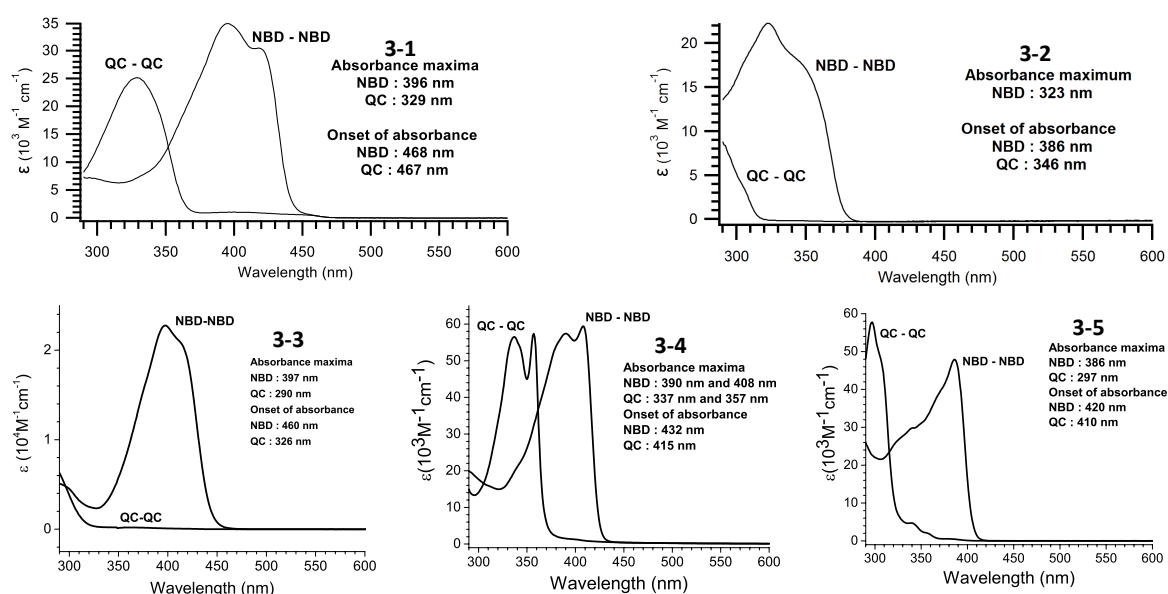 35
30
25
20
15
10
5
0
ε (10³ M⁻¹ cm⁻¹)
QC - QC
NBD - NBD
3-1
Absorbance maxima
NBD : 396 nm
QC : 329 nm
Onset of absorbance
NBD : 468 nm
QC : 467 nm
300 350 400 450 500 550 600
Wavelength (nm)
20
15
10
5
0
ε (10³ M⁻¹ cm⁻¹)
NBD - NBD
QC - QC
3-2
Absorbance maximum
NBD : 323 nm
Onset of absorbance
NBD : 386 nm
QC : 346 nm
300 350 400 450 500 550 600
Wavelength (nm)
2
1
0
ε (10⁴M⁻¹cm⁻¹)
NBD-NBD
QC-QC
3-3
Absorbance maxima
NBD : 397 nm
QC : 290 nm
Onset of absorbance
NBD : 460 nm
QC : 326 nm
300 350 400 450 500 550 600
Wavelength (nm)
60
50
40
30
20
10
0
ε(10³M⁻¹cm⁻¹)
QC - QC
NBD - NBD
3-4
Absorbance maxima
NBD : 390 nm and 408 nm
QC : 337 nm and 357 nm
Onset of absorbance
NBD : 432 nm
QC : 415 nm
300 350 400 450 500 550 600
Wavelength (nm)
60
50
40
30
20
10
0
ε(10³M⁻¹cm⁻¹)
QC - QC
NBD - NBD
3-5
Absorbance maxima
NBD : 386 nm
QC : 297 nm
Onset of absorbance
NBD : 420 nm
QC : 410 nm
300 350 400 450 500 550 600
Wavelength (nm)